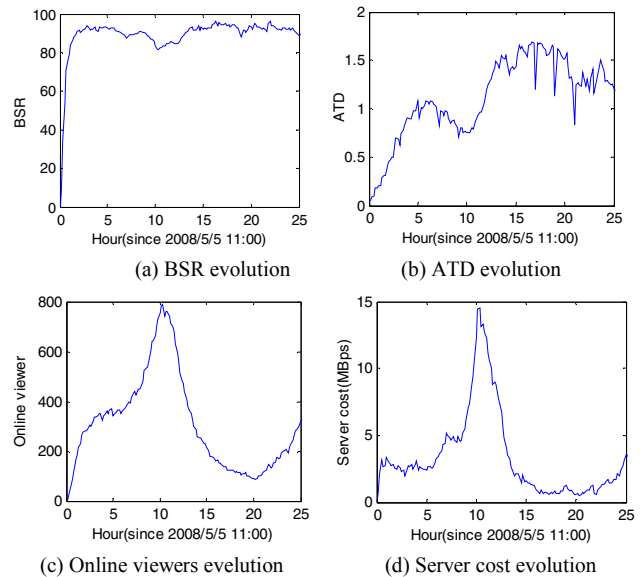 100
80
60
40
20
0
BSR
0 5 10 15 20 25
Hour(since 2008/5/5 11:00)
(a) BSR evolution
2
1.5
1
0.5
0
ATD
0 5 10 15 20 25
Hour(since 2008/5/5 11:00)
(b) ATD evolution
800
600
400
200
0
Online viewer
0 5 10 15 20 25
Hour(since 2008/5/5 11:00)
(c) Online viewers evelution
15
10
5
0
Server cost(MBps)
0 5 10 15 20 25
Hour(since 2008/5/5 11:00)
(d) Server cost evolution